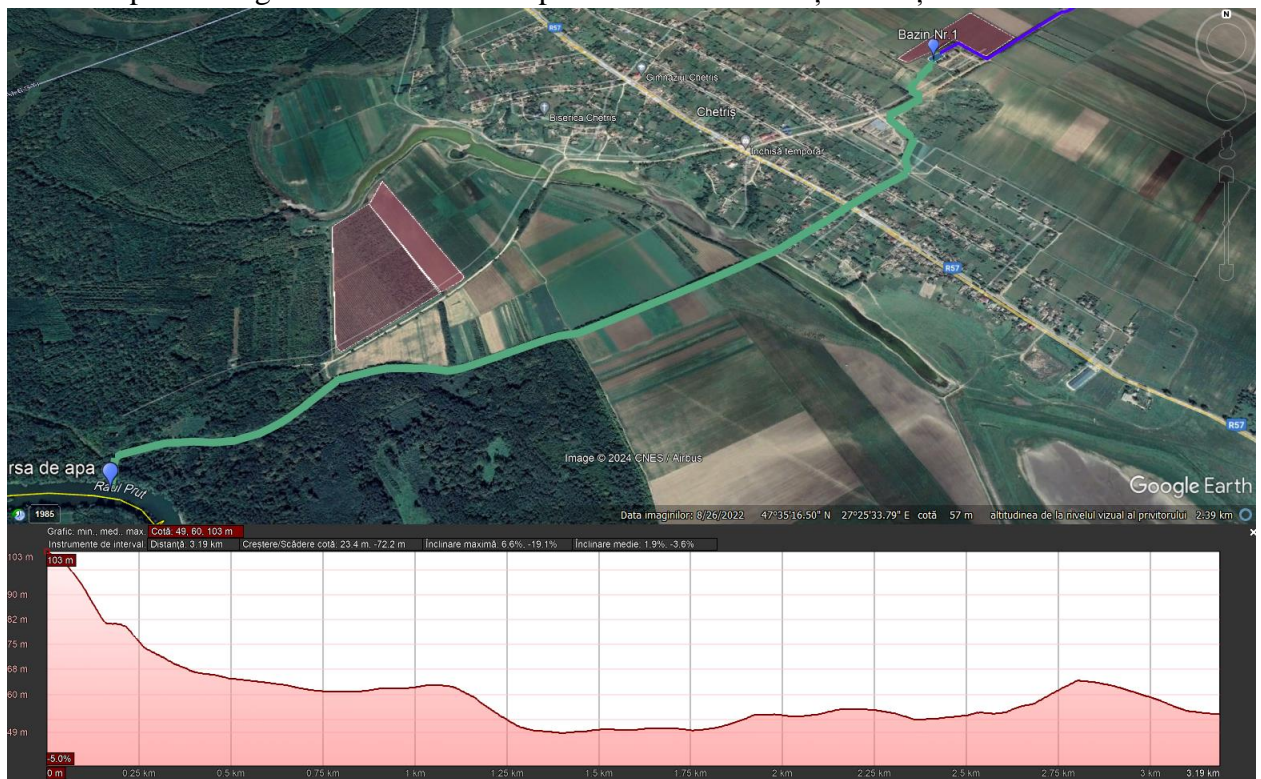 N
R57
Bazin Nr.1
Gimnaziul Chetriș
Chetriș
Biserica Chetris
Închisă temporar
R57
R57
rsa de apa
Râul Prut
Image © 2024 CNES / Airbus
Google Earth
1985
Data imaginilor: 8/26/2022 47°35'16.50" N 27°25'33.79" E cotă 57 m altitudinea de la nivelul vizual al privitorului 2.39 km
Grafic: min., med., max. Cotă: 49, 60, 103 m
Instrumente de interval: Distanță: 3.19 km Creștere/Scădere cotă: 23.4 m, -72.2 m Înclinare maximă: 6.6%, -19.1% Înclinare medie: 1.9%, -3.6%
103 m
103 m
90 m
82 m
75 m
68 m
60 m
49 m
-5.0%
0 m 0.25 km 0.5 km 0.75 km 1 km 1.25 km 1.5 km 1.75 km 2 km 2.25 km 2.5 km 2.75 km 3 km 3.19 km